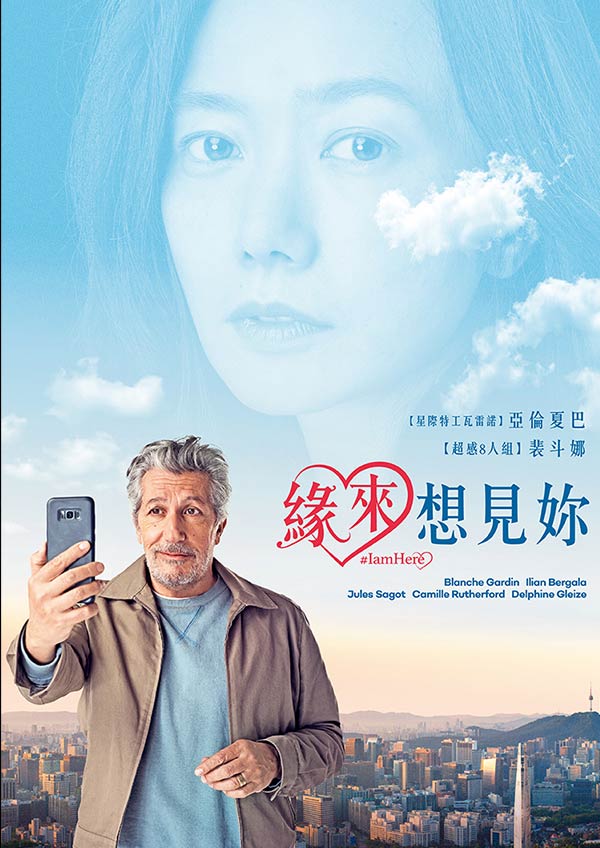 【星際特工瓦雷諾】亞倫夏巴
【超感8人組】裴斗娜
緣來想見妳
#IamHere
Blanche Gardin Ilian Bergala
Jules Sagot Camille Rutherford Delphine Gleize